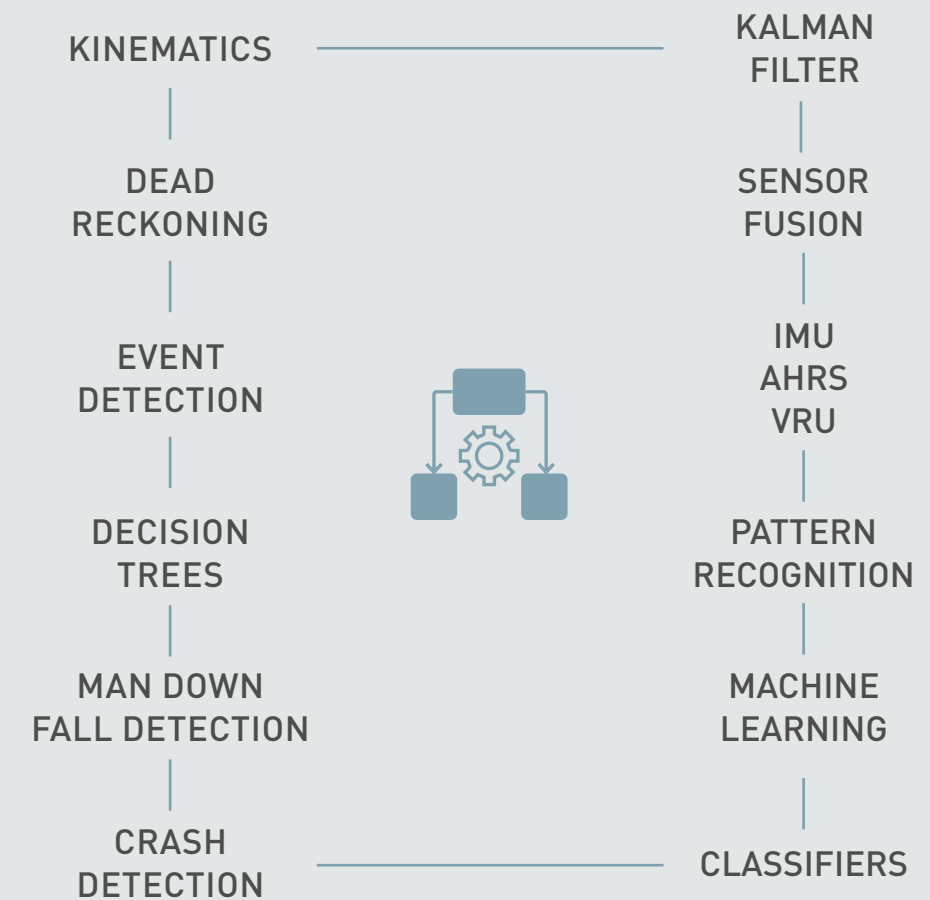 KINEMATICS
DEAD
RECKONING
EVENT
DETECTION
DECISION
TREES
MAN DOWN
FALL DETECTION
CRASH
DETECTION
KALMAN
FILTER
SENSOR
FUSION
IMU
AHRS
VRU
PATTERN
RECOGNITION
MACHINE
LEARNING
CLASSIFIERS